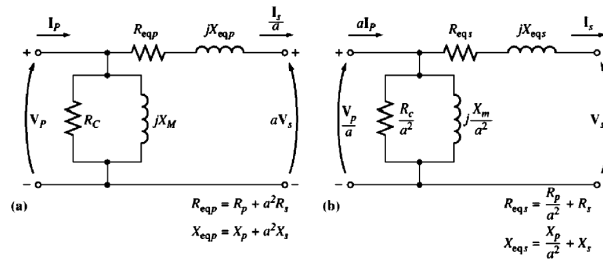 I_P
R_eqp
jX_eqp
I_s/a
+
+
V_P
R_C
jX_M
aV_s
−
−
(a)
R_eqp = R_p + a²R_s
X_eqp = X_p + a²X_s
aI_P
R_eqs
jX_eqs
I_s
+
V_p/a
R_c/a²
j X_m/a²
V_s
−
(b)
R_eqs = R_p/a² + R_s
X_eqs = X_p/a² + X_s